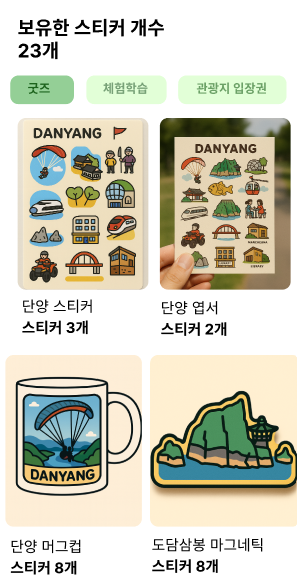 보유한 스티커 개수
23개
굿즈
체험학습
관광지 입장권
DANYANG
DANYANG
LIBRARY
단양 스티커
스티커 3개
단양 엽서
스티커 2개
DANYANG
단양 머그컵
스티커 8개
도담삼봉 마그네틱
스티커 8개